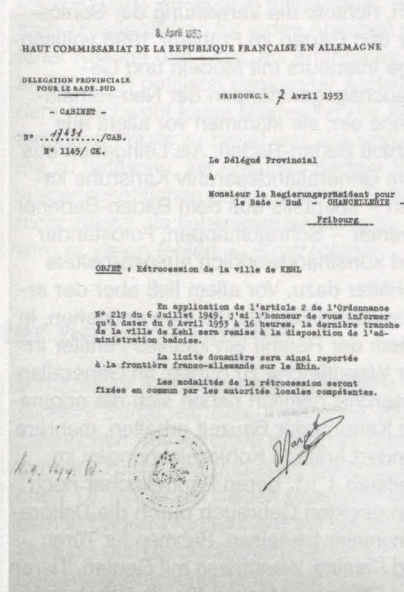 8. April 1953
HAUT COMMISSARIAT DE LA REPUBLIQUE FRANÇAISE EN ALLEMAGNE
DELEGATION PROVINCIALE
POUR LE BADE-SUD
FRIBOURG, le 7 Avril 1953
- CABINET -
N° 17431 /CAB.
N° 1145/ CK.
Le Délégué Provincial
à
Monsieur le Regierungspräsident pour
le Bade - Sud - CHANCELLERIE -
Fribourg
OBJET : Rétrocession de la ville de KEHL
En application de l'article 2 de l'Ordonnance
N° 219 du 6 Juillet 1949, j'ai l'honneur de vous informer
qu'à dater du 8 Avril 1953 à 16 heures, la dernière tranche
de la ville de Kehl sera remise à la disposition de l'ad-
ministration badoise.
La limite douanière sera ainsi reportée
à la frontière franco-allemande sur le Rhin.
Les modalités de la rétrocession seront
fixées en commun par les autorités locales compétentes.